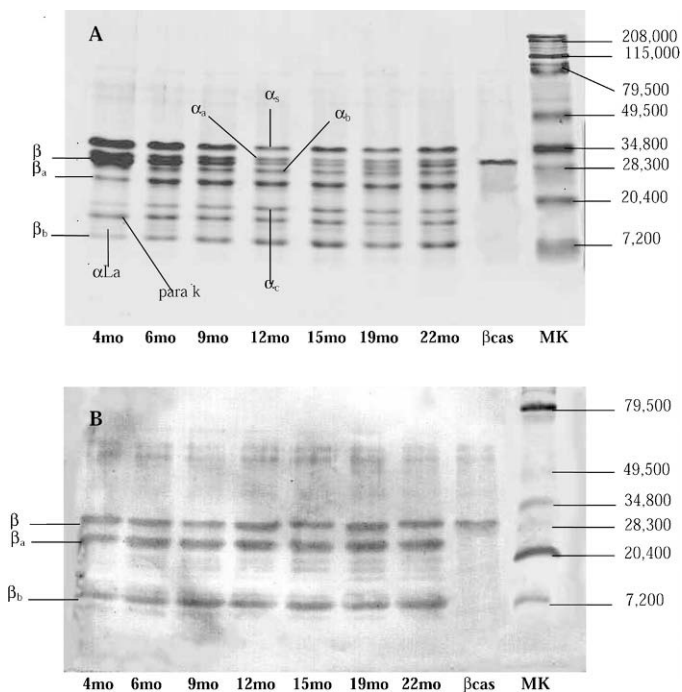 A
208,000
115,000
79,500
49,500
34,800
28,300
20,400
7,200
αs
αa
αb
β
βa
βb
αLa
para k
αc
4mo 6mo 9mo 12mo 15mo 19mo 22mo βcas MK
B
79,500
49,500
34,800
28,300
20,400
7,200
β
βa
βb
4mo 6mo 9mo 12mo 15mo 19mo 22mo βcas MK